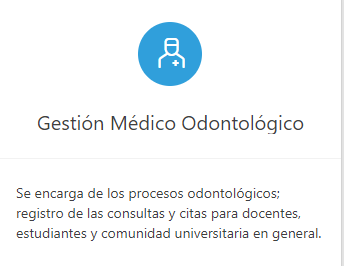 Gestión Médico Odontológico
Se encarga de los procesos odontológicos;
registro de las consultas y citas para docentes,
estudiantes y comunidad universitaria en general.